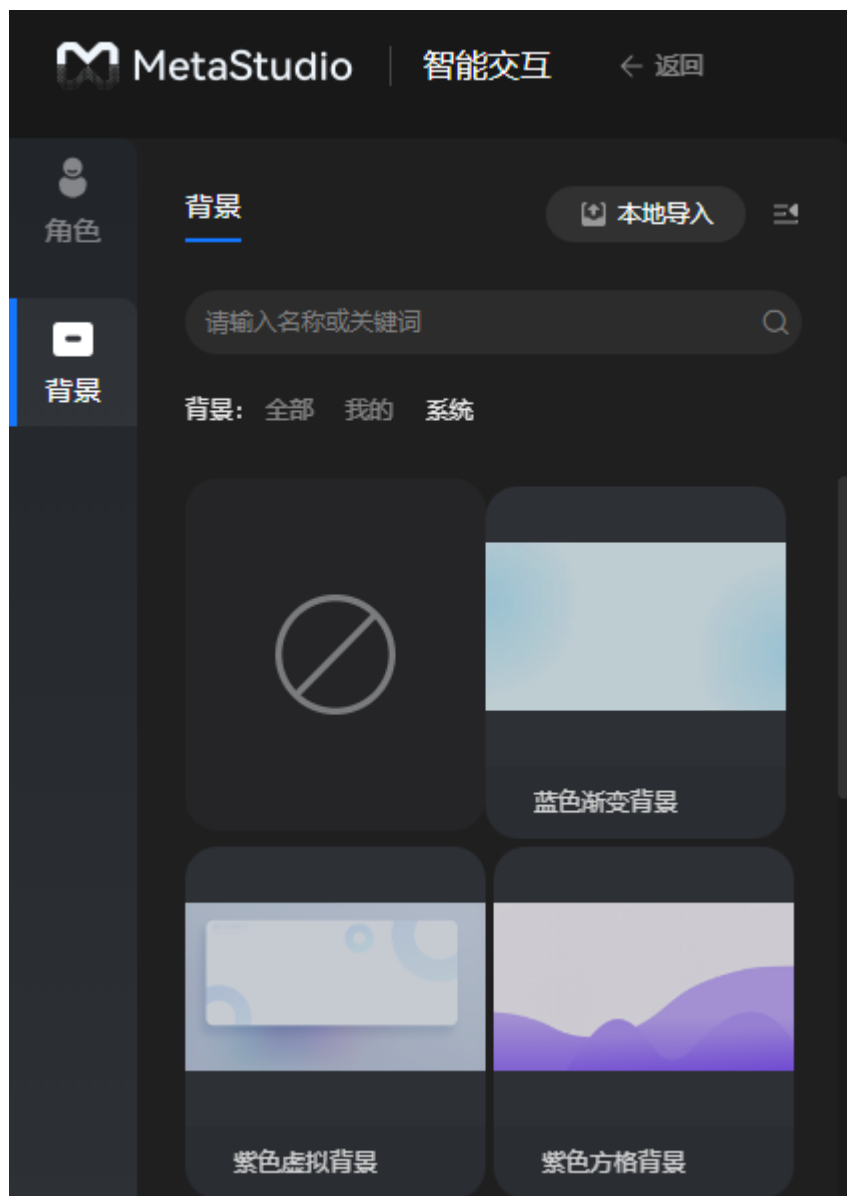 MetaStudio 智能交互 返回
角色
背景 本地导入
请输入名称或关键词
背景
背景: 全部 我的 系统
蓝色渐变背景
紫色虚拟背景 紫色方格背景